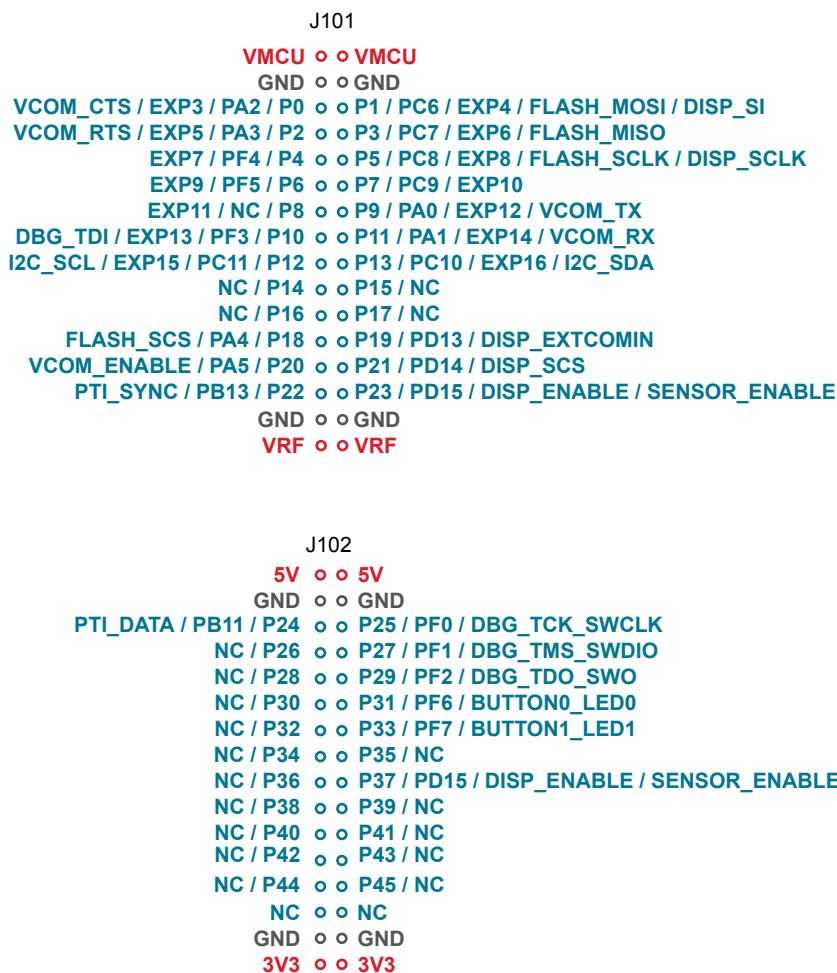 J101
VMCU VMCU
GND GND
VCOM_CTS / EXP3 / PA2 / P0 P1 / PC6 / EXP4 / FLASH_MOSI / DISP_SI
VCOM_RTS / EXP5 / PA3 / P2 P3 / PC7 / EXP6 / FLASH_MISO
EXP7 / PF4 / P4 P5 / PC8 / EXP8 / FLASH_SCLK / DISP_SCLK
EXP9 / PF5 / P6 P7 / PC9 / EXP10
EXP11 / NC / P8 P9 / PA0 / EXP12 / VCOM_TX
DBG_TDI / EXP13 / PF3 / P10 P11 / PA1 / EXP14 / VCOM_RX
I2C_SCL / EXP15 / PC11 / P12 P13 / PC10 / EXP16 / I2C_SDA
NC / P14 P15 / NC
NC / P16 P17 / NC
FLASH_SCS / PA4 / P18 P19 / PD13 / DISP_EXTCOMIN
VCOM_ENABLE / PA5 / P20 P21 / PD14 / DISP_SCS
PTI_SYNC / PB13 / P22 P23 / PD15 / DISP_ENABLE / SENSOR_ENABLE
GND GND
VRF VRF
J102
5V 5V
GND GND
PTI_DATA / PB11 / P24 P25 / PF0 / DBG_TCK_SWCLK
NC / P26 P27 / PF1 / DBG_TMS_SWDIO
NC / P28 P29 / PF2 / DBG_TDO_SWO
NC / P30 P31 / PF6 / BUTTON0_LED0
NC / P32 P33 / PF7 / BUTTON1_LED1
NC / P34 P35 / NC
NC / P36 P37 / PD15 / DISP_ENABLE / SENSOR_ENABLE
NC / P38 P39 / NC
NC / P40 P41 / NC
NC / P42 P43 / NC
NC / P44 P45 / NC
NC NC
GND GND
3V3 3V3